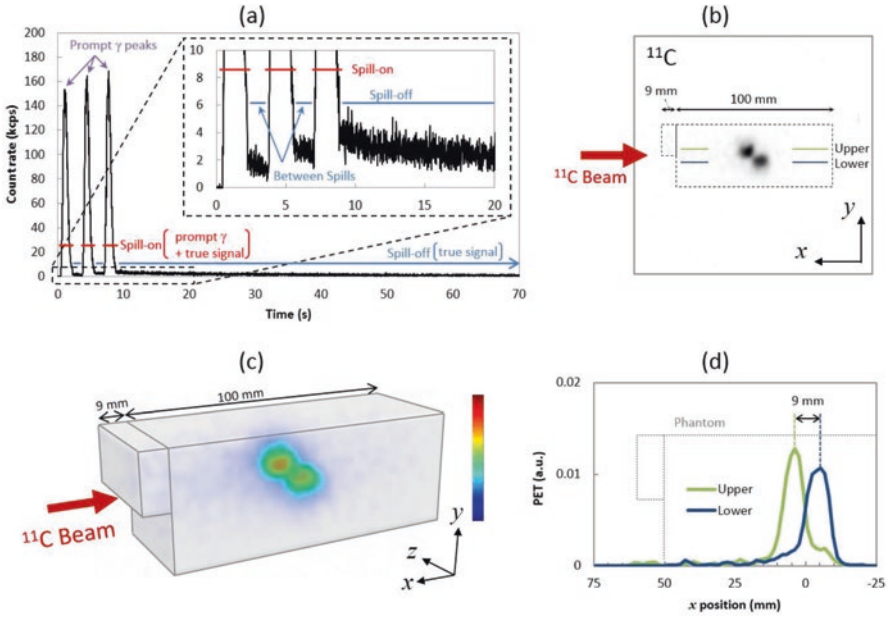 (a)
200
180
160
140
120
100
80
60
40
20
0
Countrate (kcps)
Prompt γ peaks
10
8
6
4
2
0
Spill-on
Spill-off
Between Spills
0 5 10 15 20
Spill-on (prompt γ + true signal)
Spill-off (true signal)
0 10 20 30 40 50 60 70
Time (s)
(b)
¹¹C
9 mm
100 mm
Upper
Lower
¹¹C Beam
y
x
(c)
9 mm
100 mm
¹¹C Beam
y
z
x
(d)
0.02
0.01
0
PET (a.u.)
9 mm
Phantom
Upper
Lower
75 50 25 0 -25
x position (mm)